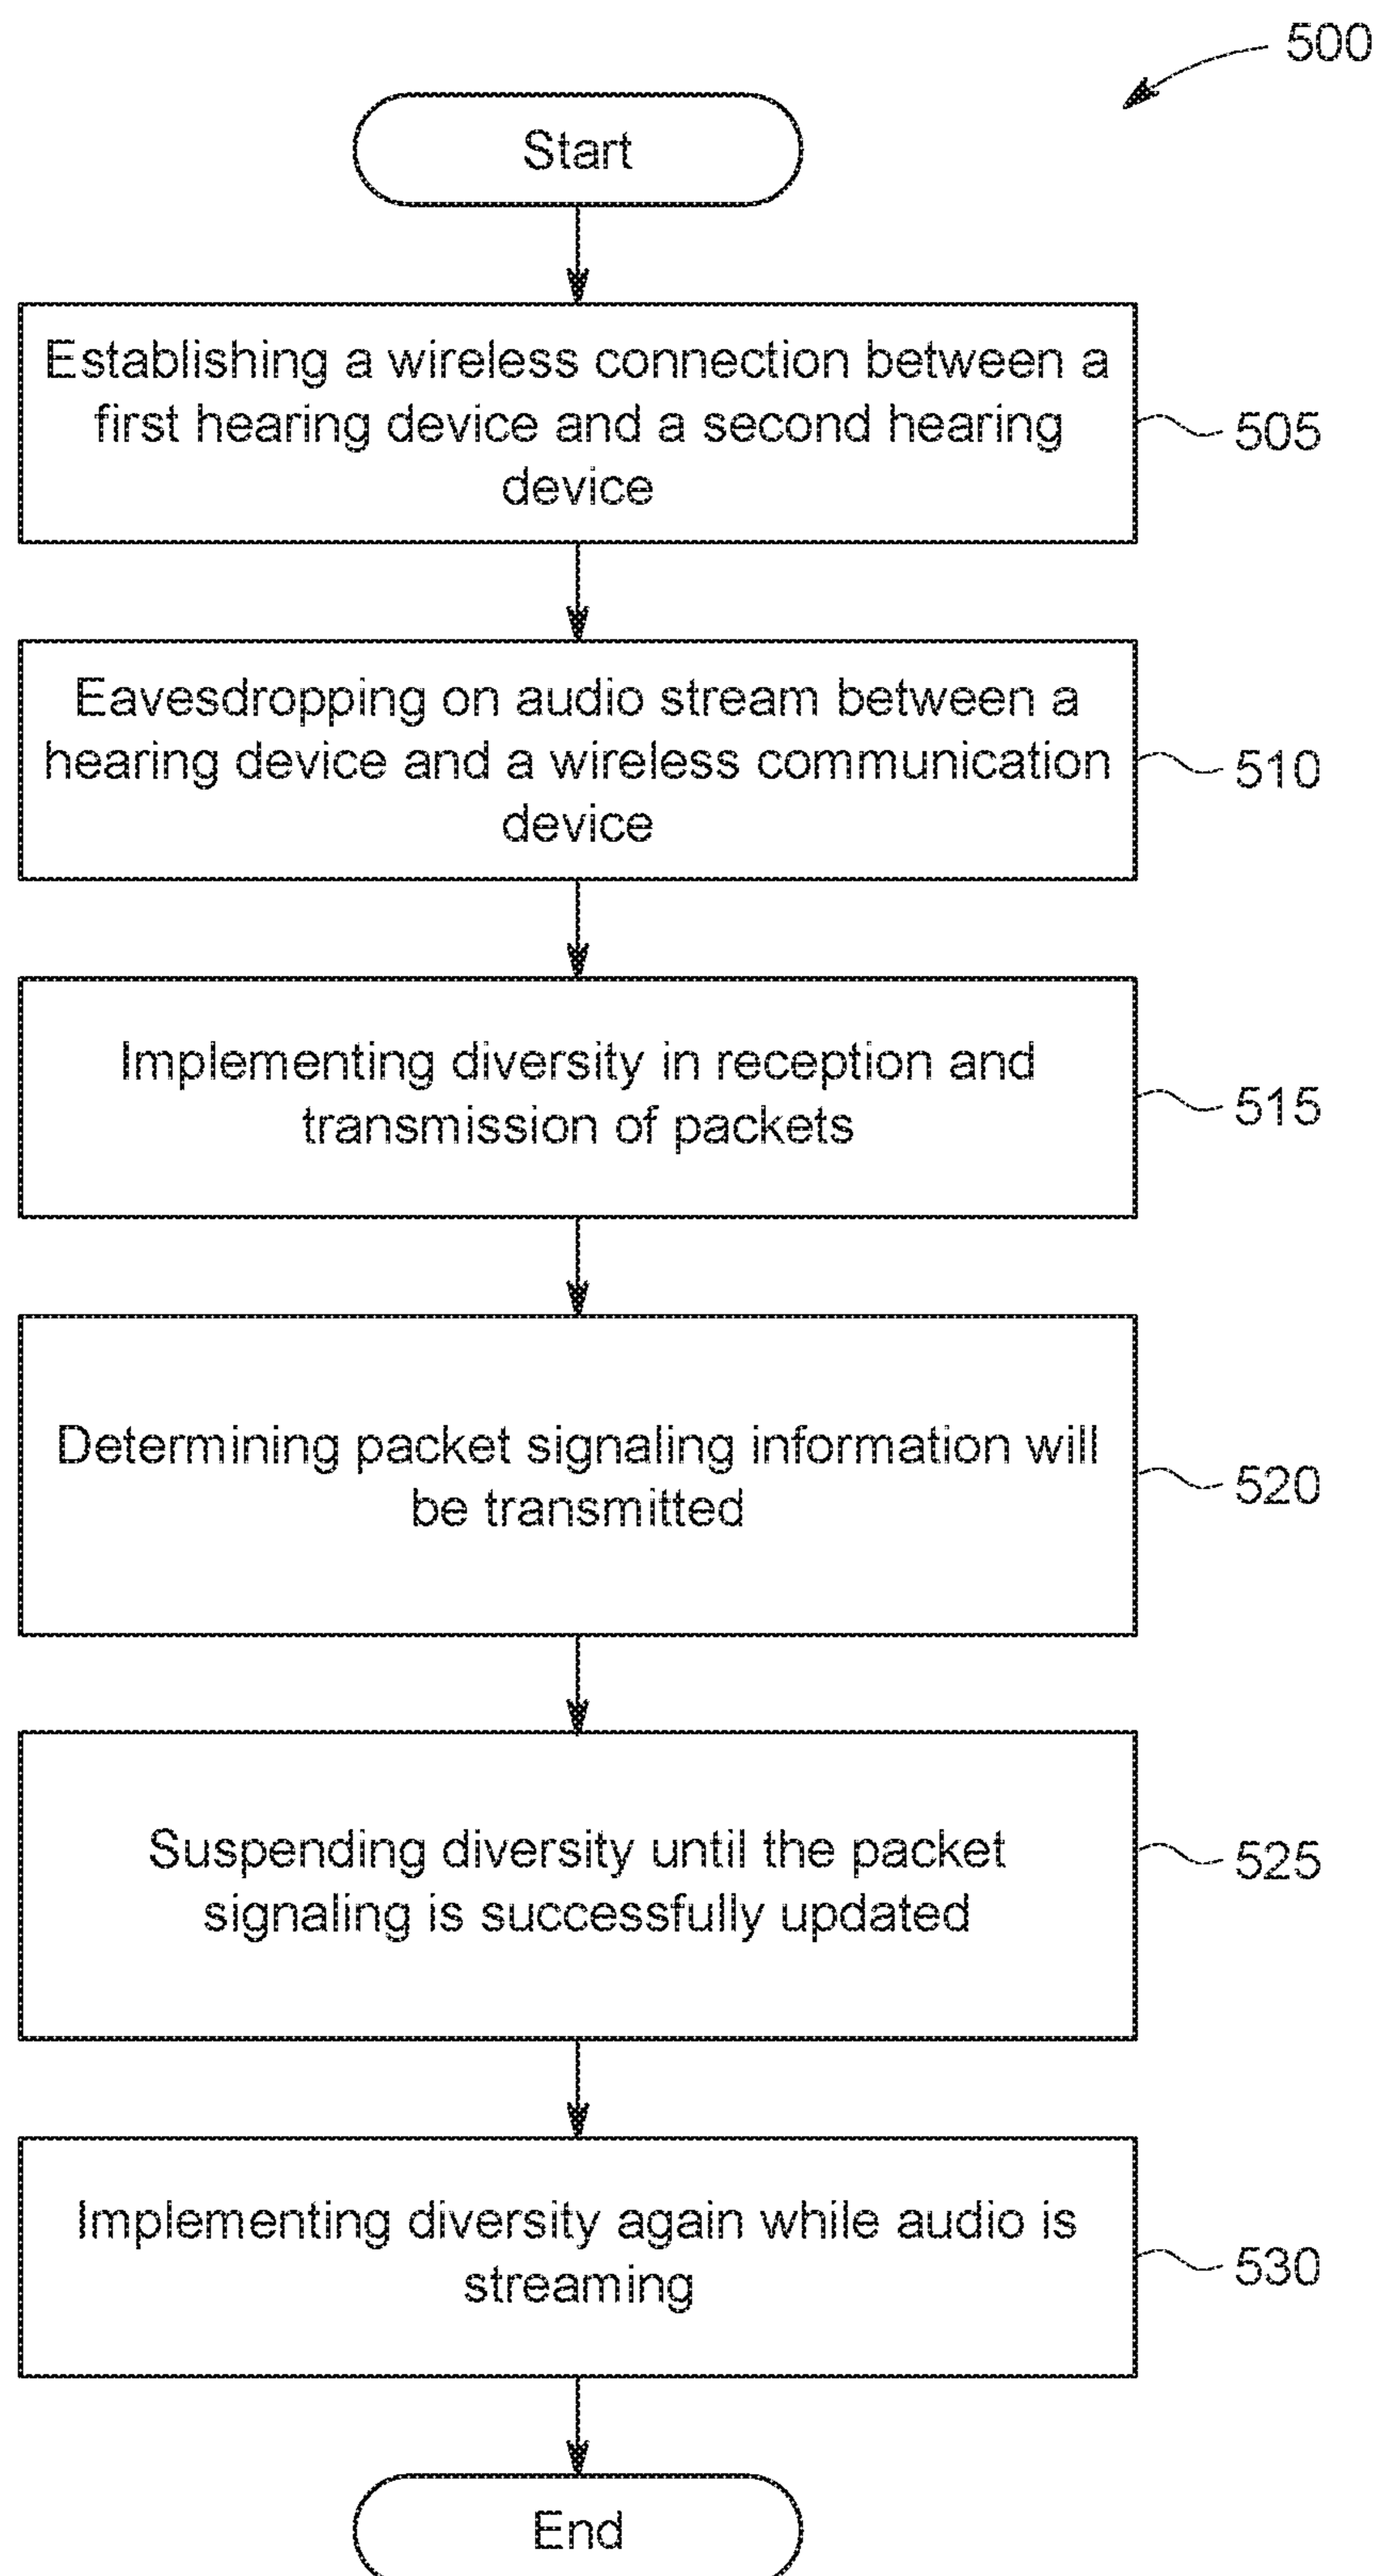 500
Start
Establishing a wireless connection between a
first hearing device and a second hearing
device
505
Eavesdropping on audio stream between a
hearing device and a wireless communication
device
510
Implementing diversity in reception and
transmission of packets
515
Determining packet signaling information will
be transmitted
520
Suspending diversity until the packet
signaling is successfully updated
525
Implementing diversity again while audio is
streaming
530
End